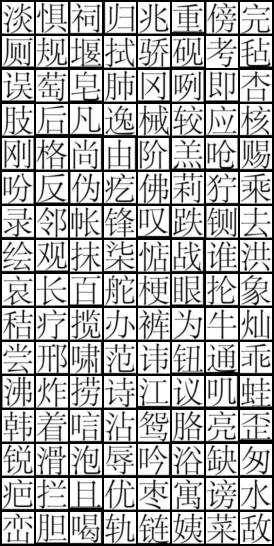 淡惧祠归兆重傍完
厕规堰拭骄砚考毡
误萄皂肺冈咧即杏
肢后凡逸械较应核
刚格尚由阶羔呛赐
吩反伪疙佛莉狞乘
录邻帐锋叹跌铡去
绘观抹柒惦战谁洪
哀长百舵梗眼抡象
秸疗揽办裤为牛灿
尝邢啸范讳钮通乖
沸炸捞诗江议叽蛙
韩着唁沾鸳胳亮歪
锐滑泡辱吟浴缺匆
疤拦且优枣寓谤水
峦胆喝轨链姨菜敌